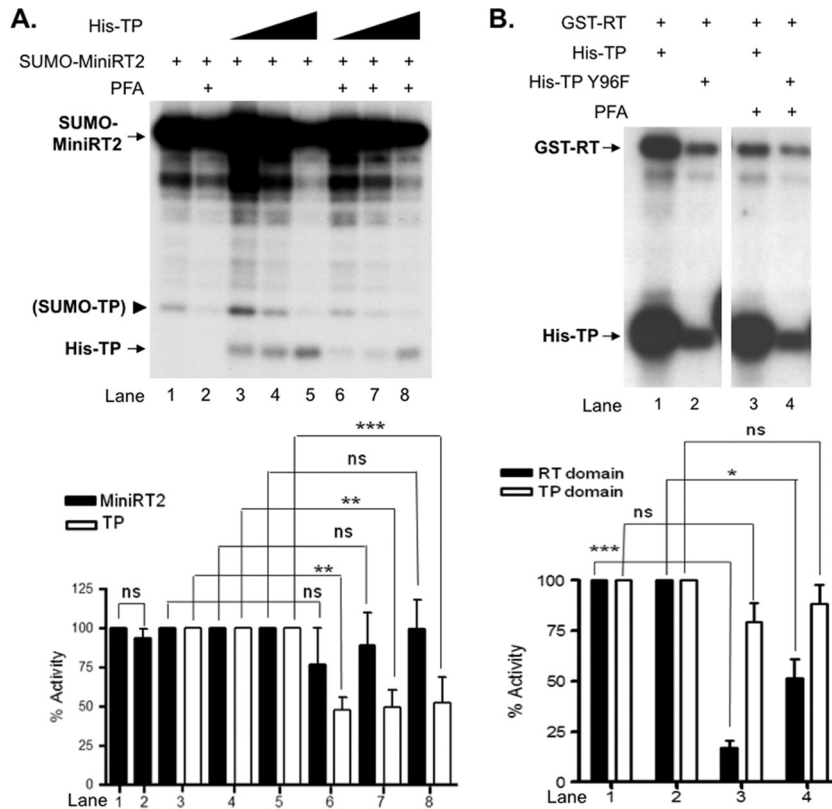 A.
His-TP
SUMO-MiniRT2 + + + + + + + +
PFA + + + +
SUMO-
MiniRT2
(SUMO-TP)
His-TP
Lane 1 2 3 4 5 6 7 8
***
ns
**
ns
**
ns
ns
MiniRT2
TP
% Activity
125
100
75
50
25
0
Lane 1 2 3 4 5 6 7 8
B.
GST-RT + + + +
His-TP + +
His-TP Y96F + +
PFA + +
GST-RT
His-TP
Lane 1 2 3 4
ns
*
ns
***
RT domain
TP domain
% Activity
100
75
50
25
0
Lane 1 2 3 4